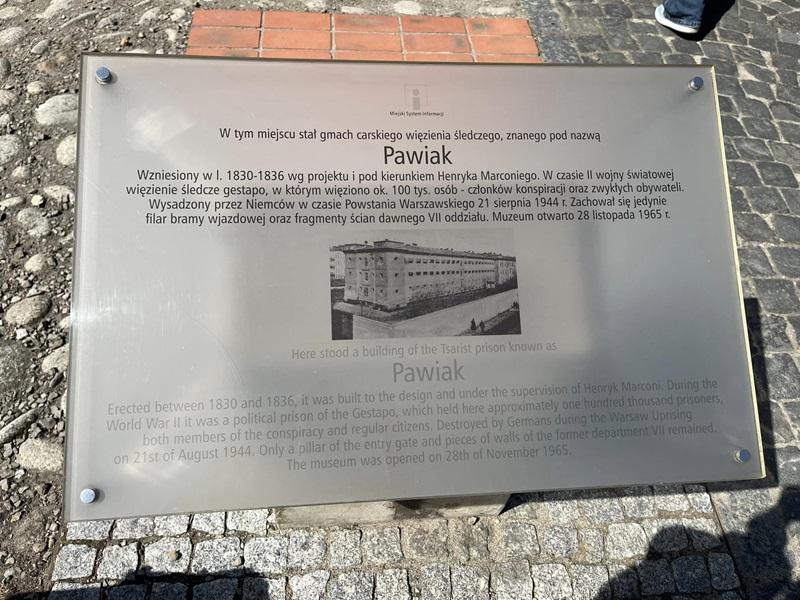 i
Miejski System Informacji
W tym miejscu stał gmach carskiego więzienia śledczego, znanego pod nazwą
Pawiak
Wzniesiony w l. 1830-1836 wg projektu i pod kierunkiem Henryka Marconiego. W czasie II wojny światowej
więzienie śledcze gestapo, w którym więziono ok. 100 tys. osób - członków konspiracji oraz zwykłych obywateli.
Wysadzony przez Niemców w czasie Powstania Warszawskiego 21 sierpnia 1944 r. Zachował się jedynie
filar bramy wjazdowej oraz fragmenty ścian dawnego VII oddziału. Muzeum otwarto 28 listopada 1965 r.
Here stood a building of the Tsarist prison known as
Pawiak
Erected between 1830 and 1836, it was built to the design and under the supervision of Henryk Marconi. During the
World War II it was a political prison of the Gestapo, which held here approximately one hundred thousand prisoners,
both members of the conspiracy and regular citizens. Destroyed by Germans during the Warsaw Uprising
on 21st of August 1944. Only a pillar of the entry gate and pieces of walls of the former department VII remained.
The museum was opened on 28th of November 1965.